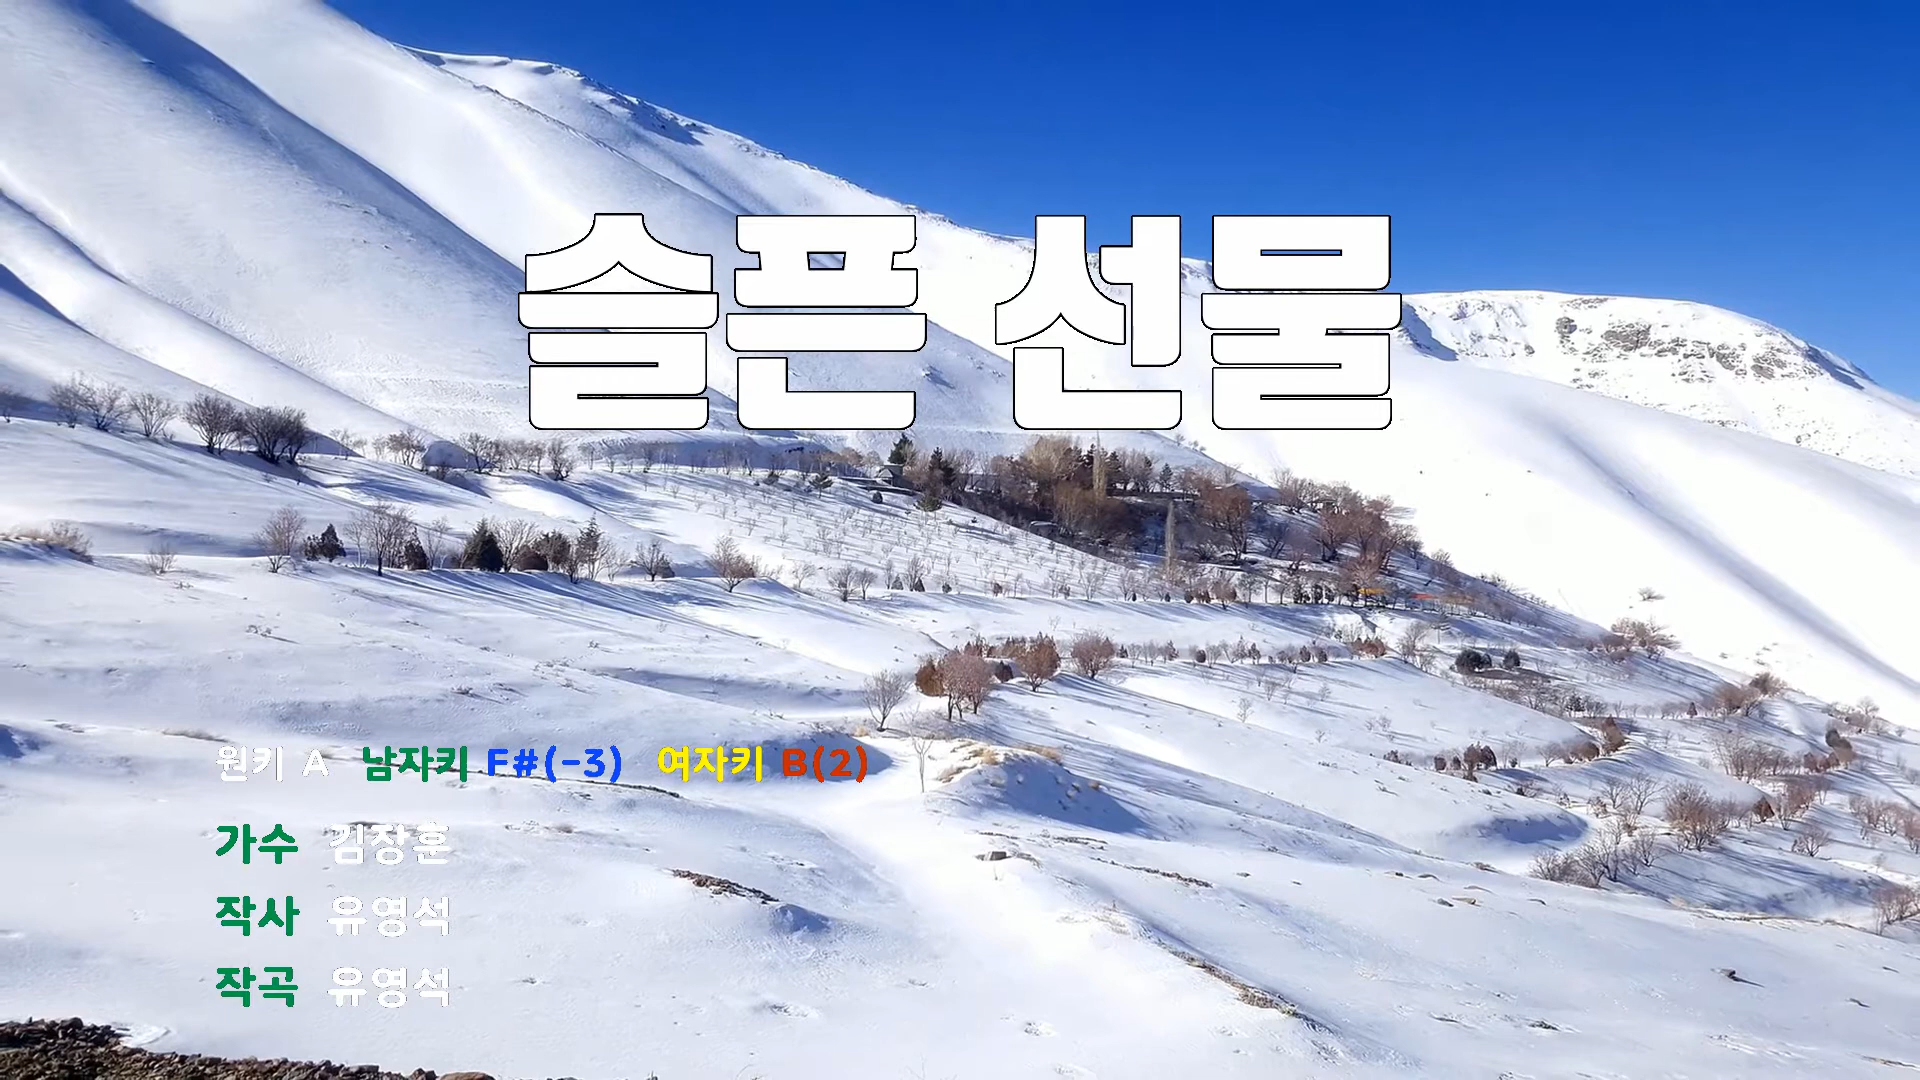 슬픈 선물
원키 A 남자키 F#(-3) 여자키 B(2)
가수 김장훈
작사 유영석
작곡 유영석